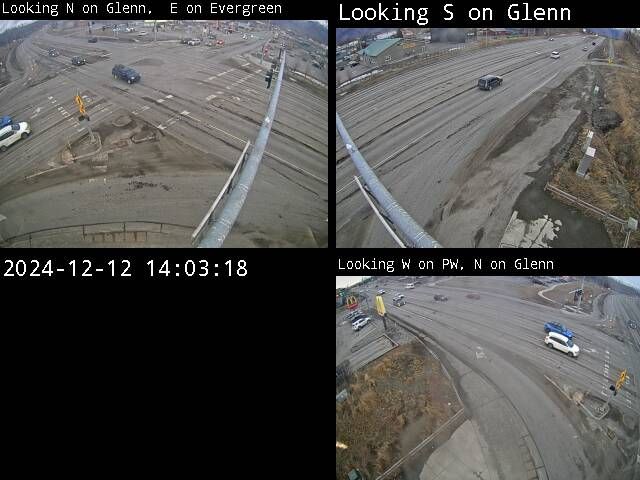 Looking N on Glenn,  E on Evergreen
Looking S on Glenn
2024-12-12 14:03:18
Looking W on PW, N on Glenn